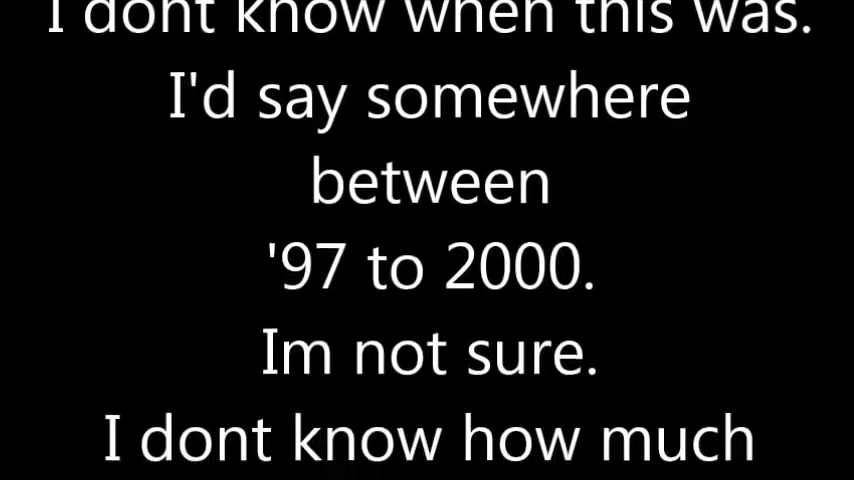 I dont know when this was.
I'd say somewhere
between
'97 to 2000.
Im not sure.
I dont know how much